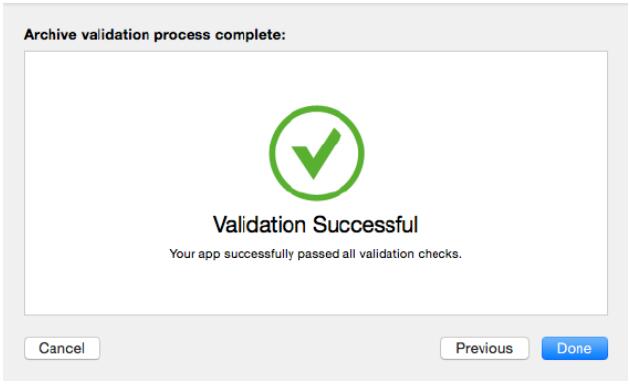 Archive validation process complete:
Validation Successful
Your app successfully passed all validation checks.
Cancel
Previous
Done